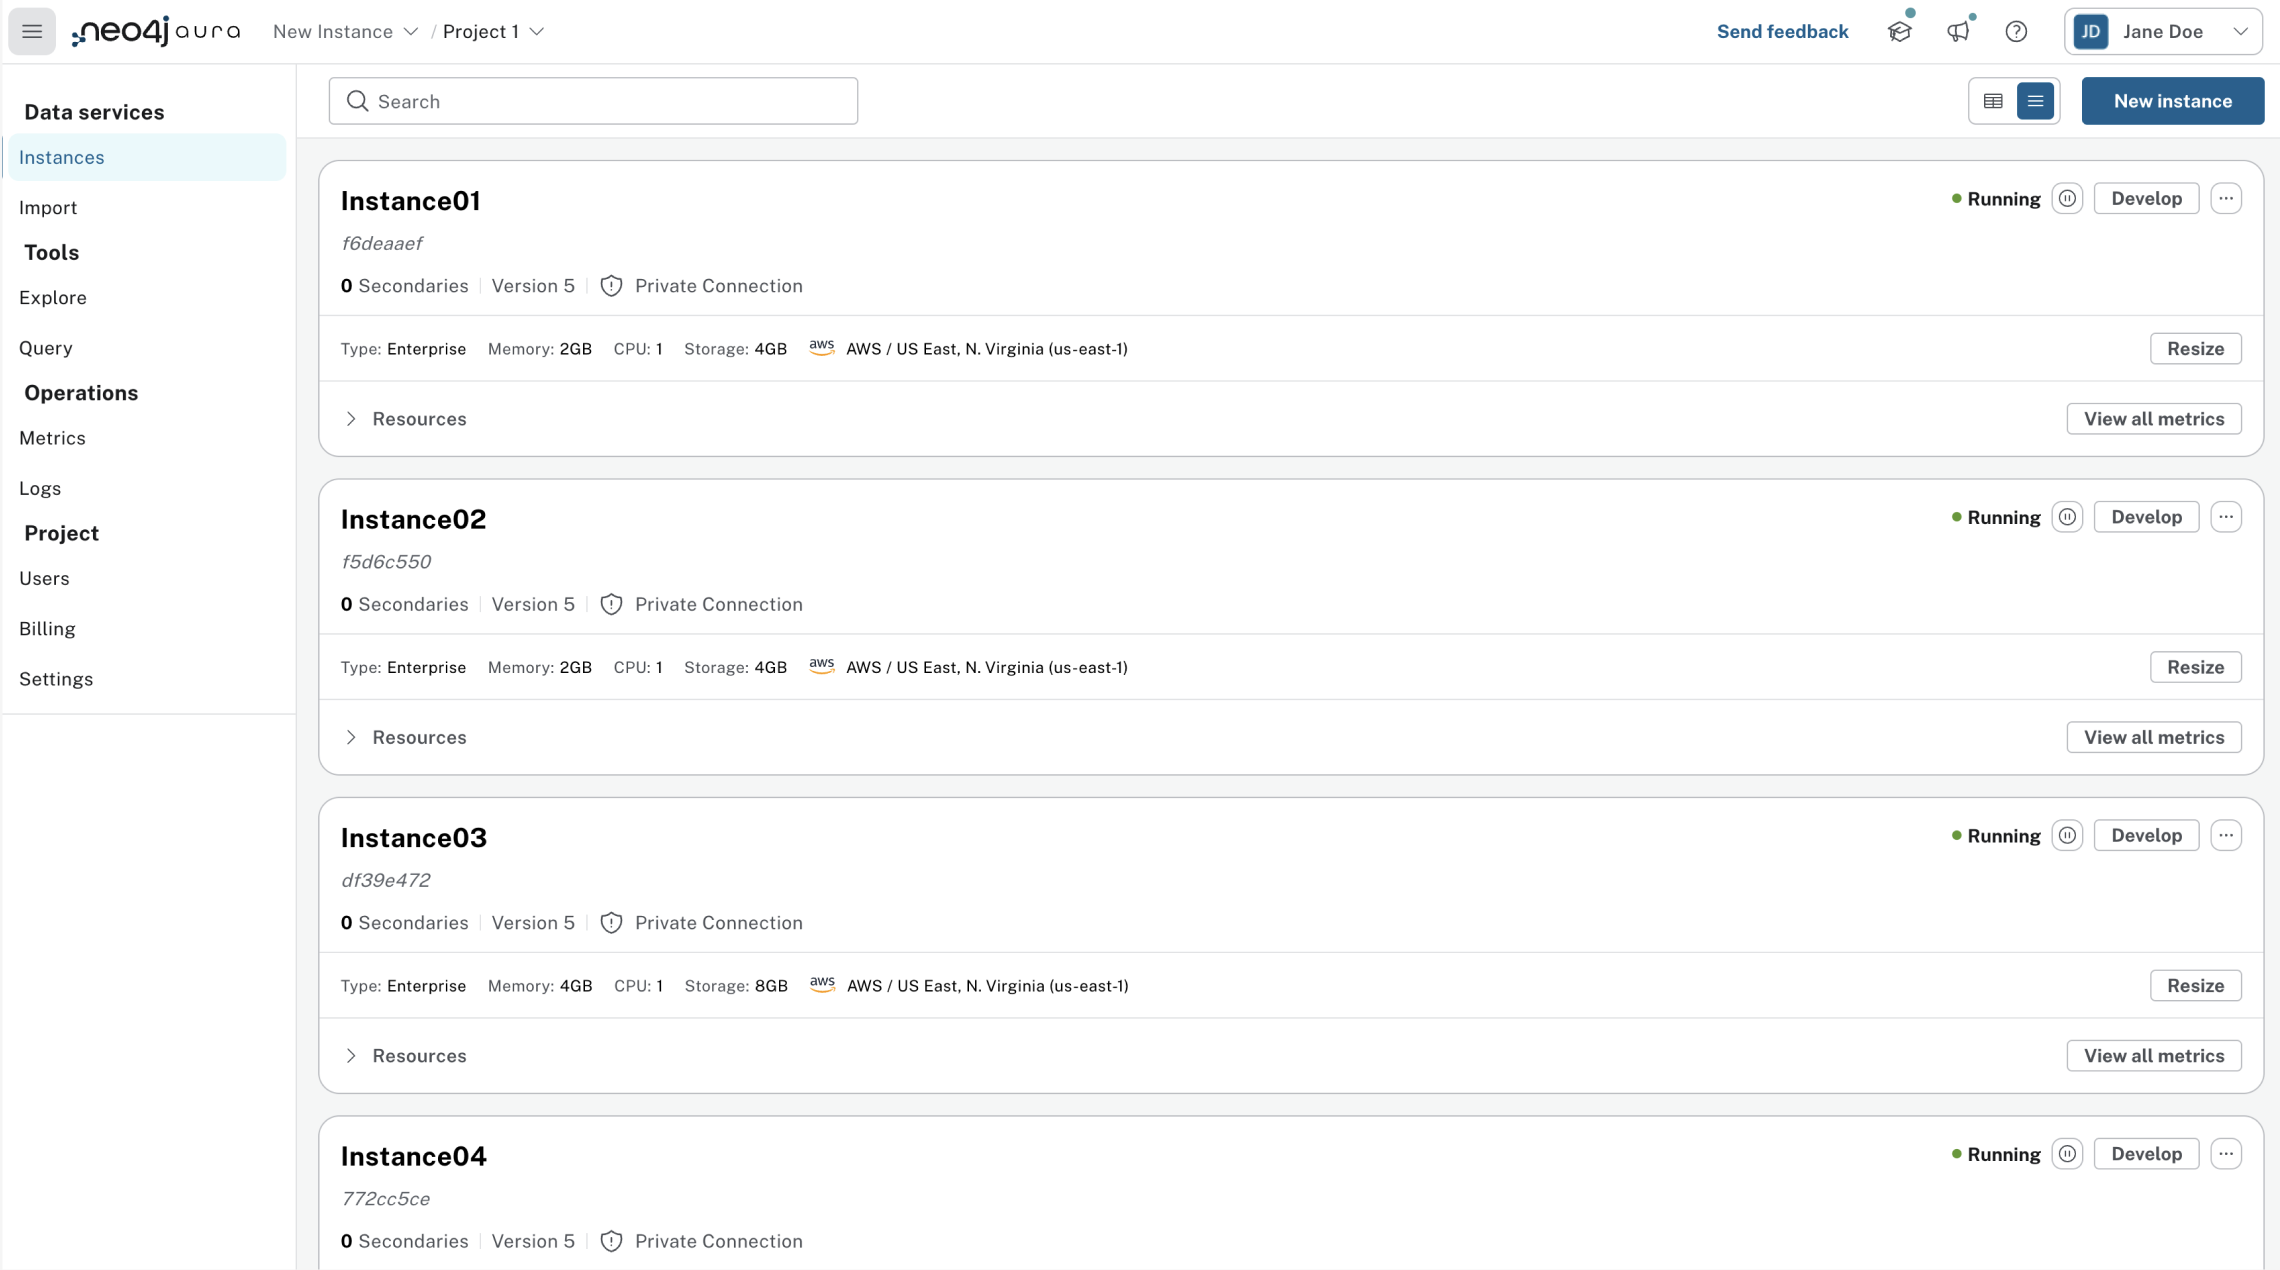 neo4j aura New Instance / Project 1 Send feedback JD Jane Doe
Search New instance
Data services
Instances
Import
Tools
Explore
Query
Operations
Metrics
Logs
Project
Users
Billing
Settings
Instance01 Running Develop ...
f6deaaef
0 Secondaries Version 5 Private Connection
Type: Enterprise Memory: 2GB CPU: 1 Storage: 4GB aws AWS / US East, N. Virginia (us-east-1) Resize
Resources View all metrics
Instance02 Running Develop ...
f5d6c550
0 Secondaries Version 5 Private Connection
Type: Enterprise Memory: 2GB CPU: 1 Storage: 4GB aws AWS / US East, N. Virginia (us-east-1) Resize
Resources View all metrics
Instance03 Running Develop ...
df39e472
0 Secondaries Version 5 Private Connection
Type: Enterprise Memory: 4GB CPU: 1 Storage: 8GB aws AWS / US East, N. Virginia (us-east-1) Resize
Resources View all metrics
Instance04 Running Develop ...
772cc5ce
0 Secondaries Version 5 Private Connection